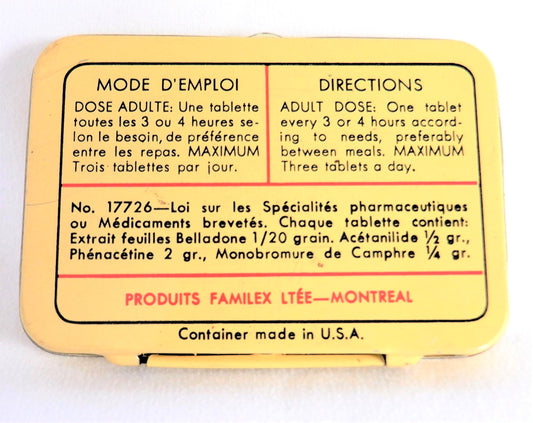 MODE D'EMPLOI
DOSE ADULTE: Une tablette
toutes les 3 ou 4 heures se-
lon le besoin, de préférence
entre les repas. MAXIMUM
Trois tablettes par jour.
DIRECTIONS
ADULT DOSE: One tablet
every 3 or 4 hours accord-
ing to needs, preferably
between meals. MAXIMUM
Three tablets a day.
No. 17726—Loi sur les Spécialités pharmaceutiques
ou Médicaments brevetés. Chaque tablette contient:
Extrait feuilles Belladone 1/20 grain. Acétanilide ½ gr.,
Phénacétine 2 gr., Monobromure de Camphre ¼ gr.
PRODUITS FAMILEX LTÉE—MONTREAL
Container made in U.S.A.